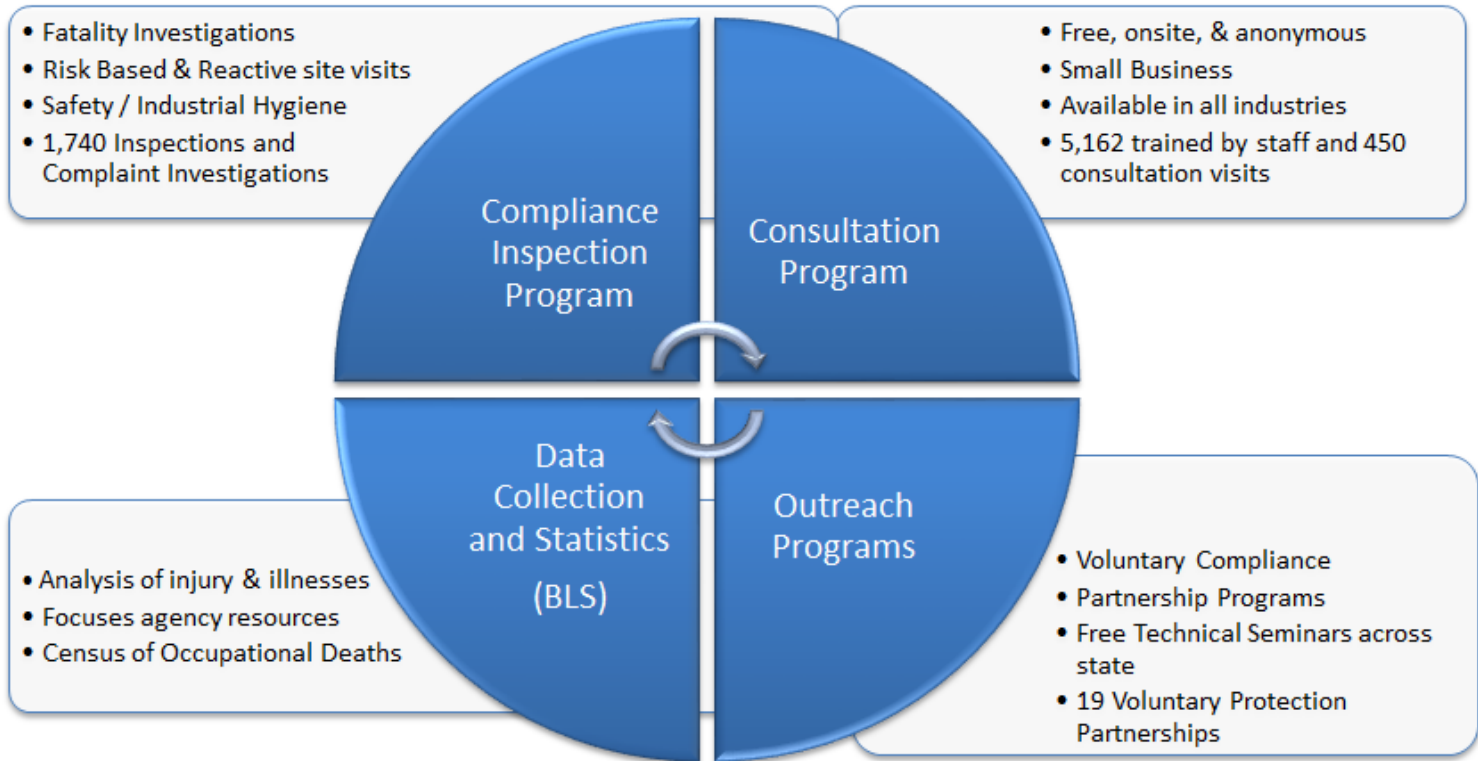 • Fatality Investigations
• Risk Based & Reactive site visits
• Safety / Industrial Hygiene
• 1,740 Inspections and
Complaint Investigations
• Free, onsite, & anonymous
• Small Business
• Available in all industries
• 5,162 trained by staff and 450
consultation visits
Compliance
Inspection
Program
Consultation
Program
Data
Collection
and Statistics
(BLS)
Outreach
Programs
• Analysis of injury & illnesses
• Focuses agency resources
• Census of Occupational Deaths
• Voluntary Compliance
• Partnership Programs
• Free Technical Seminars across
state
• 19 Voluntary Protection
Partnerships